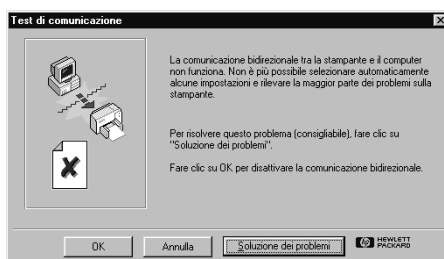 Test di comunicazione
La comunicazione bidirezionale tra la stampante e il computer
non funziona. Non è più possibile selezionare automaticamente
alcune impostazioni e rilevare la maggior parte dei problemi sulla
stampante.
Per risolvere questo problema (consigliabile), fare clic su
"Soluzione dei problemi".
Fare clic su OK per disattivare la comunicazione bidirezionale.
OK
Annulla
Soluzione dei problemi
hp HEWLETT
PACKARD